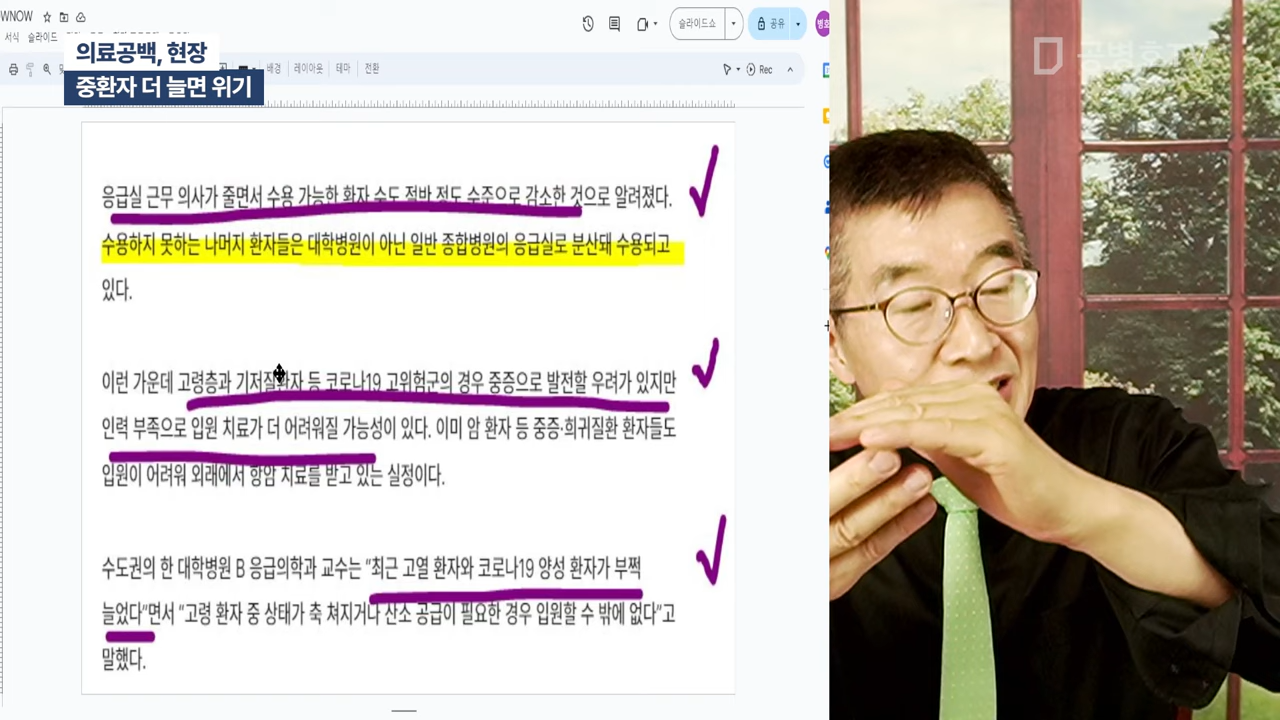 WNOW
서식 슬라이드
슬라이드쇼
공유
병호
의료공백, 현장
중환자 더 늘면 위기
배경 레이아웃 테마 전환
Rec
응급실 근무 의사가 줄면서 수용 가능한 환자 수도 절반 정도 수준으로 감소한 것으로 알려졌다.
수용하지 못하는 나머지 환자들은 대학병원이 아닌 일반 종합병원의 응급실로 분산돼 수용되고
있다.
이런 가운데 고령층과 기저질환자 등 코로나19 고위험군의 경우 중증으로 발전할 우려가 있지만
인력 부족으로 입원 치료가 더 어려워질 가능성이 있다. 이미 암 환자 등 중증·희귀질환 환자들도
입원이 어려워 외래에서 항암 치료를 받고 있는 실정이다.
수도권의 한 대학병원 B 응급의학과 교수는 "최근 고열 환자와 코로나19 양성 환자가 부쩍
늘었다"면서 "고령 환자 중 상태가 축 쳐지거나 산소 공급이 필요한 경우 입원할 수 밖에 없다"고
말했다.